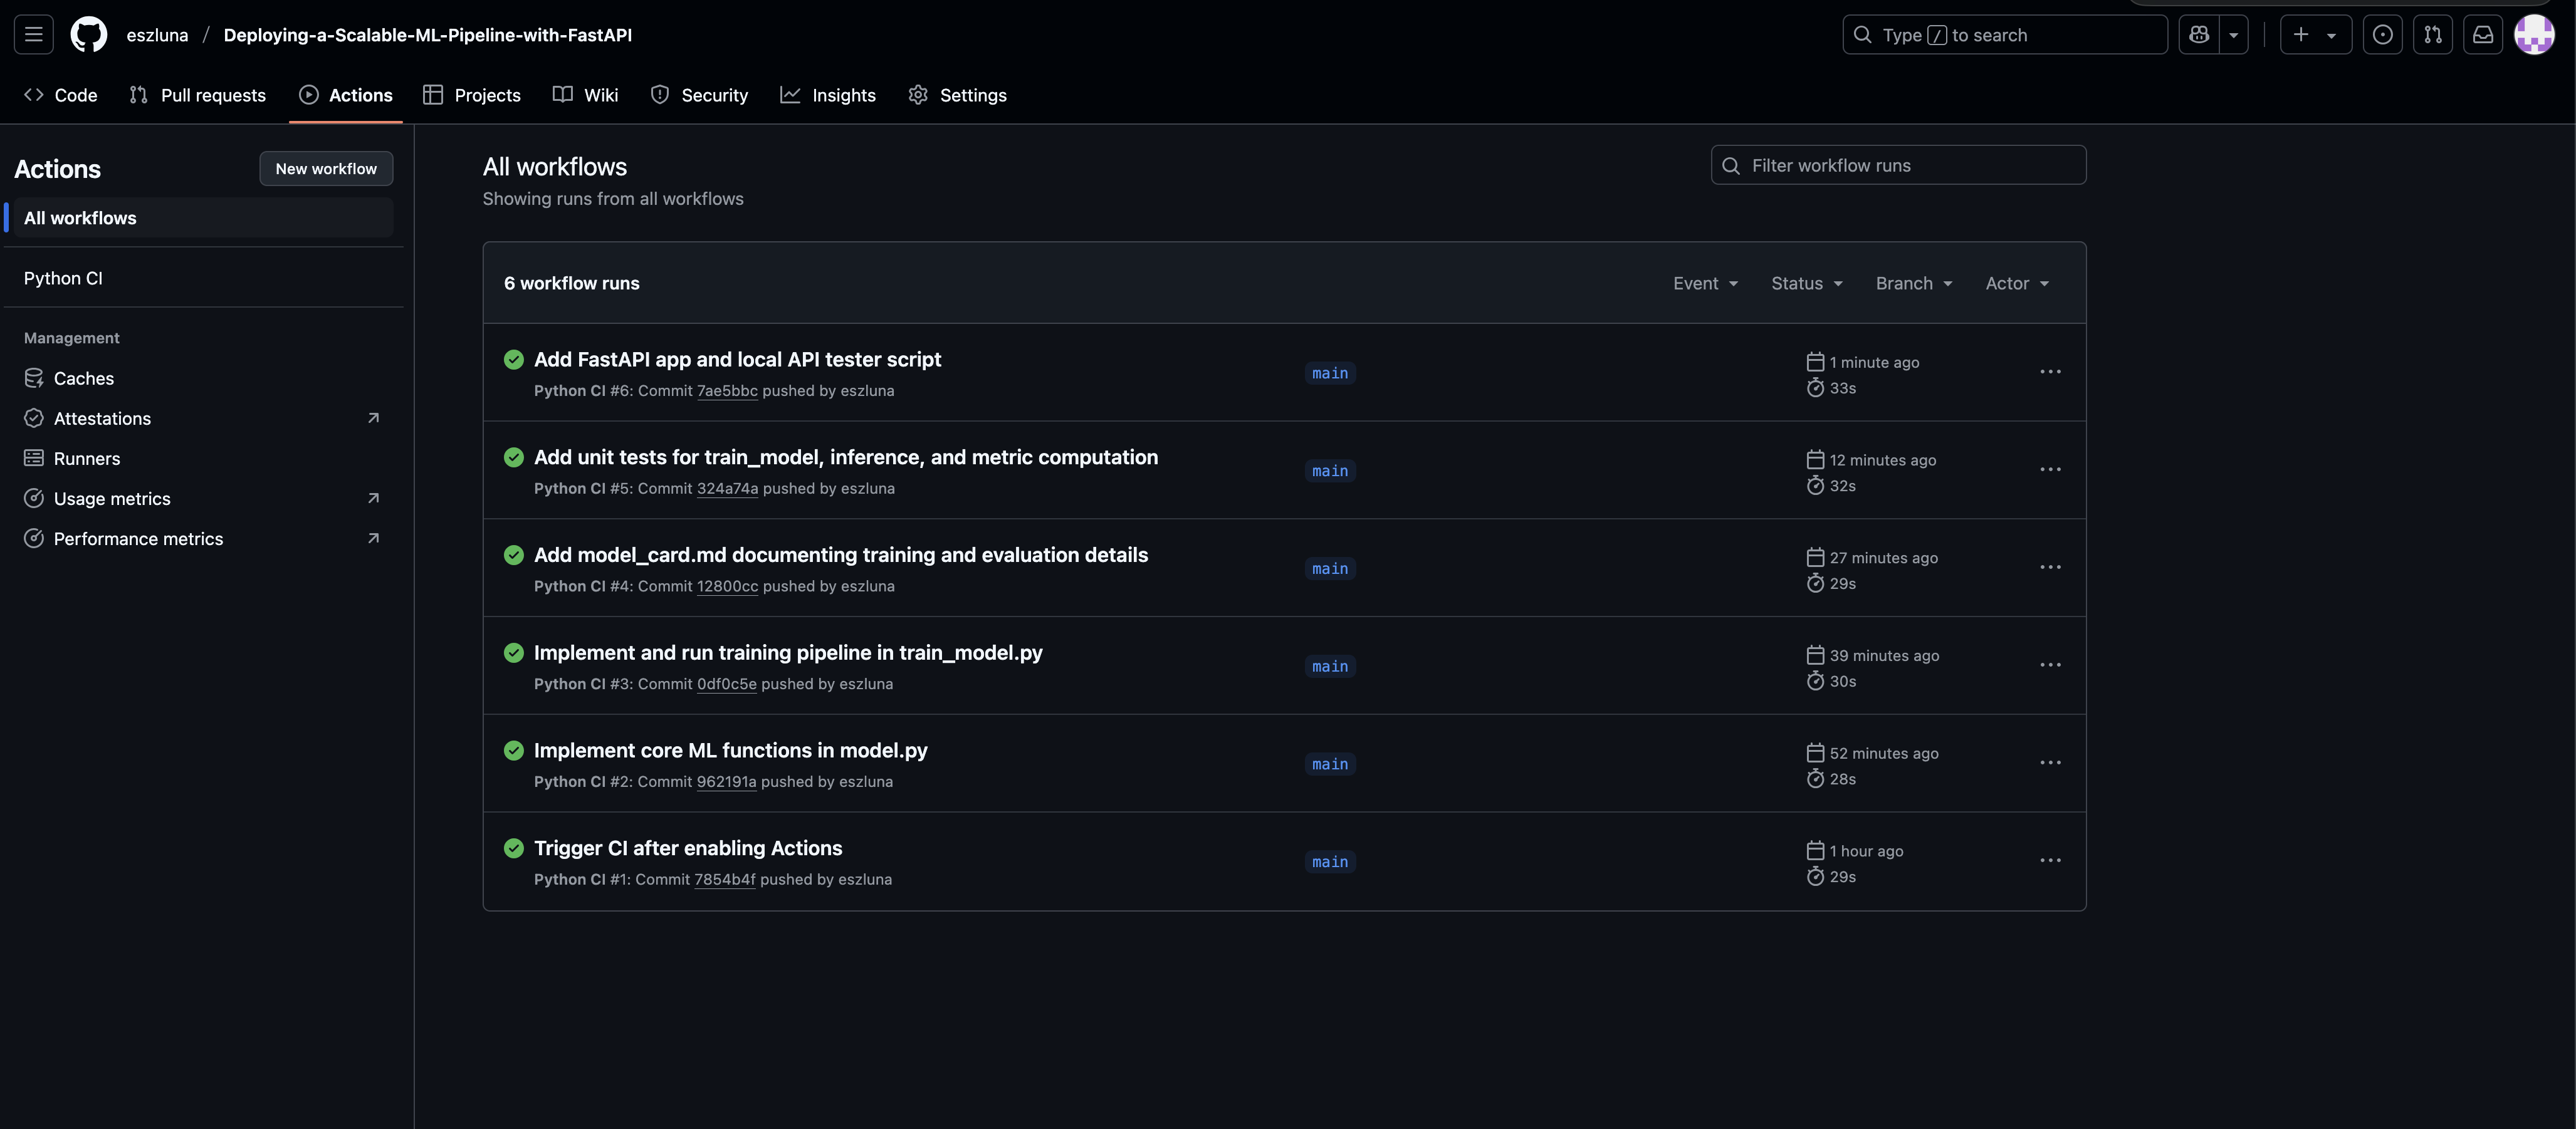 eszluna / Deploying-a-Scalable-ML-Pipeline-with-FastAPI
Type / to search
Code
Pull requests
Actions
Projects
Wiki
Security
Insights
Settings
Actions
New workflow
All workflows
Python CI
Management
Caches
Attestations
Runners
Usage metrics
Performance metrics
All workflows
Showing runs from all workflows
Filter workflow runs
6 workflow runs
Event
Status
Branch
Actor
Add FastAPI app and local API tester script
Python CI #6: Commit 7ae5bbc pushed by eszluna
main
1 minute ago
33s
Add unit tests for train_model, inference, and metric computation
Python CI #5: Commit 324a74a pushed by eszluna
main
12 minutes ago
32s
Add model_card.md documenting training and evaluation details
Python CI #4: Commit 12800cc pushed by eszluna
main
27 minutes ago
29s
Implement and run training pipeline in train_model.py
Python CI #3: Commit 0df0c5e pushed by eszluna
main
39 minutes ago
30s
Implement core ML functions in model.py
Python CI #2: Commit 962191a pushed by eszluna
main
52 minutes ago
28s
Trigger CI after enabling Actions
Python CI #1: Commit 7854b4f pushed by eszluna
main
1 hour ago
29s